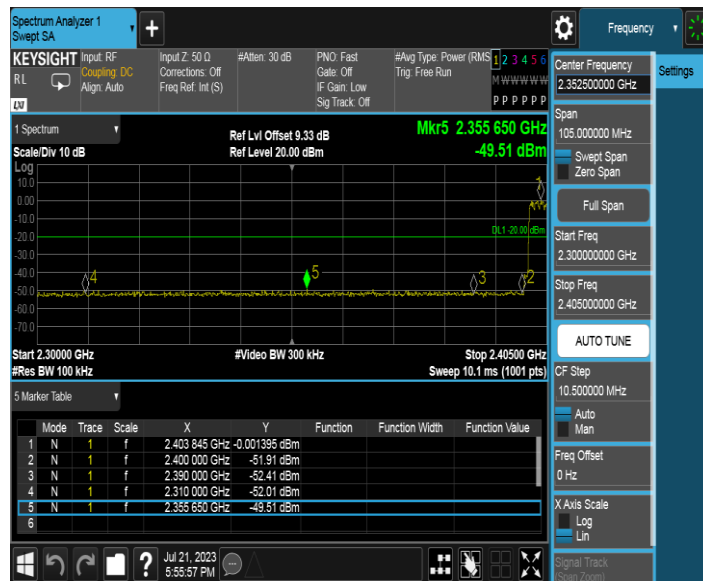 Spectrum Analyzer 1
Swept SA
+
Frequency
KEYSIGHT
RL
LXI
Input: RF
Coupling: DC
Align: Auto
Input Z: 50 Ω
Corrections: Off
Freq Ref: Int (S)
#Atten: 30 dB
PNO: Fast
Gate: Off
IF Gain: Low
Sig Track: Off
#Avg Type: Power (RMS
Trig: Free Run
1 2 3 4 5 6
M W W W W W
P P P P P P
1 Spectrum
Scale/Div 10 dB
Ref Lvl Offset 9.33 dB
Ref Level 20.00 dBm
Mkr5 2.355 650 GHz
-49.51 dBm
Log
10.0
0.00
-10.0
-20.0
-30.0
-40.0
-50.0
-60.0
-70.0
1
DL1 -20.00 dBm
4
5
3
2
Start 2.30000 GHz
#Res BW 100 kHz
#Video BW 300 kHz
Stop 2.40500 GHz
Sweep 10.1 ms (1001 pts)
5 Marker Table
Mode Trace Scale X Y Function Function Width Function Value
1 N 1 f 2.403 845 GHz -0.001395 dBm
2 N 1 f 2.400 000 GHz -51.91 dBm
3 N 1 f 2.390 000 GHz -52.41 dBm
4 N 1 f 2.310 000 GHz -52.01 dBm
5 N 1 f 2.355 650 GHz -49.51 dBm
6
?
Jul 21, 2023
5:55:57 PM
Center Frequency
2.352500000 GHz
Settings
Span
105.000000 MHz
Swept Span
Zero Span
Full Span
Start Freq
2.300000000 GHz
Stop Freq
2.405000000 GHz
AUTO TUNE
CF Step
10.500000 MHz
Auto
Man
Freq Offset
0 Hz
X Axis Scale
Log
Lin
Signal Track
(Span Zoom)